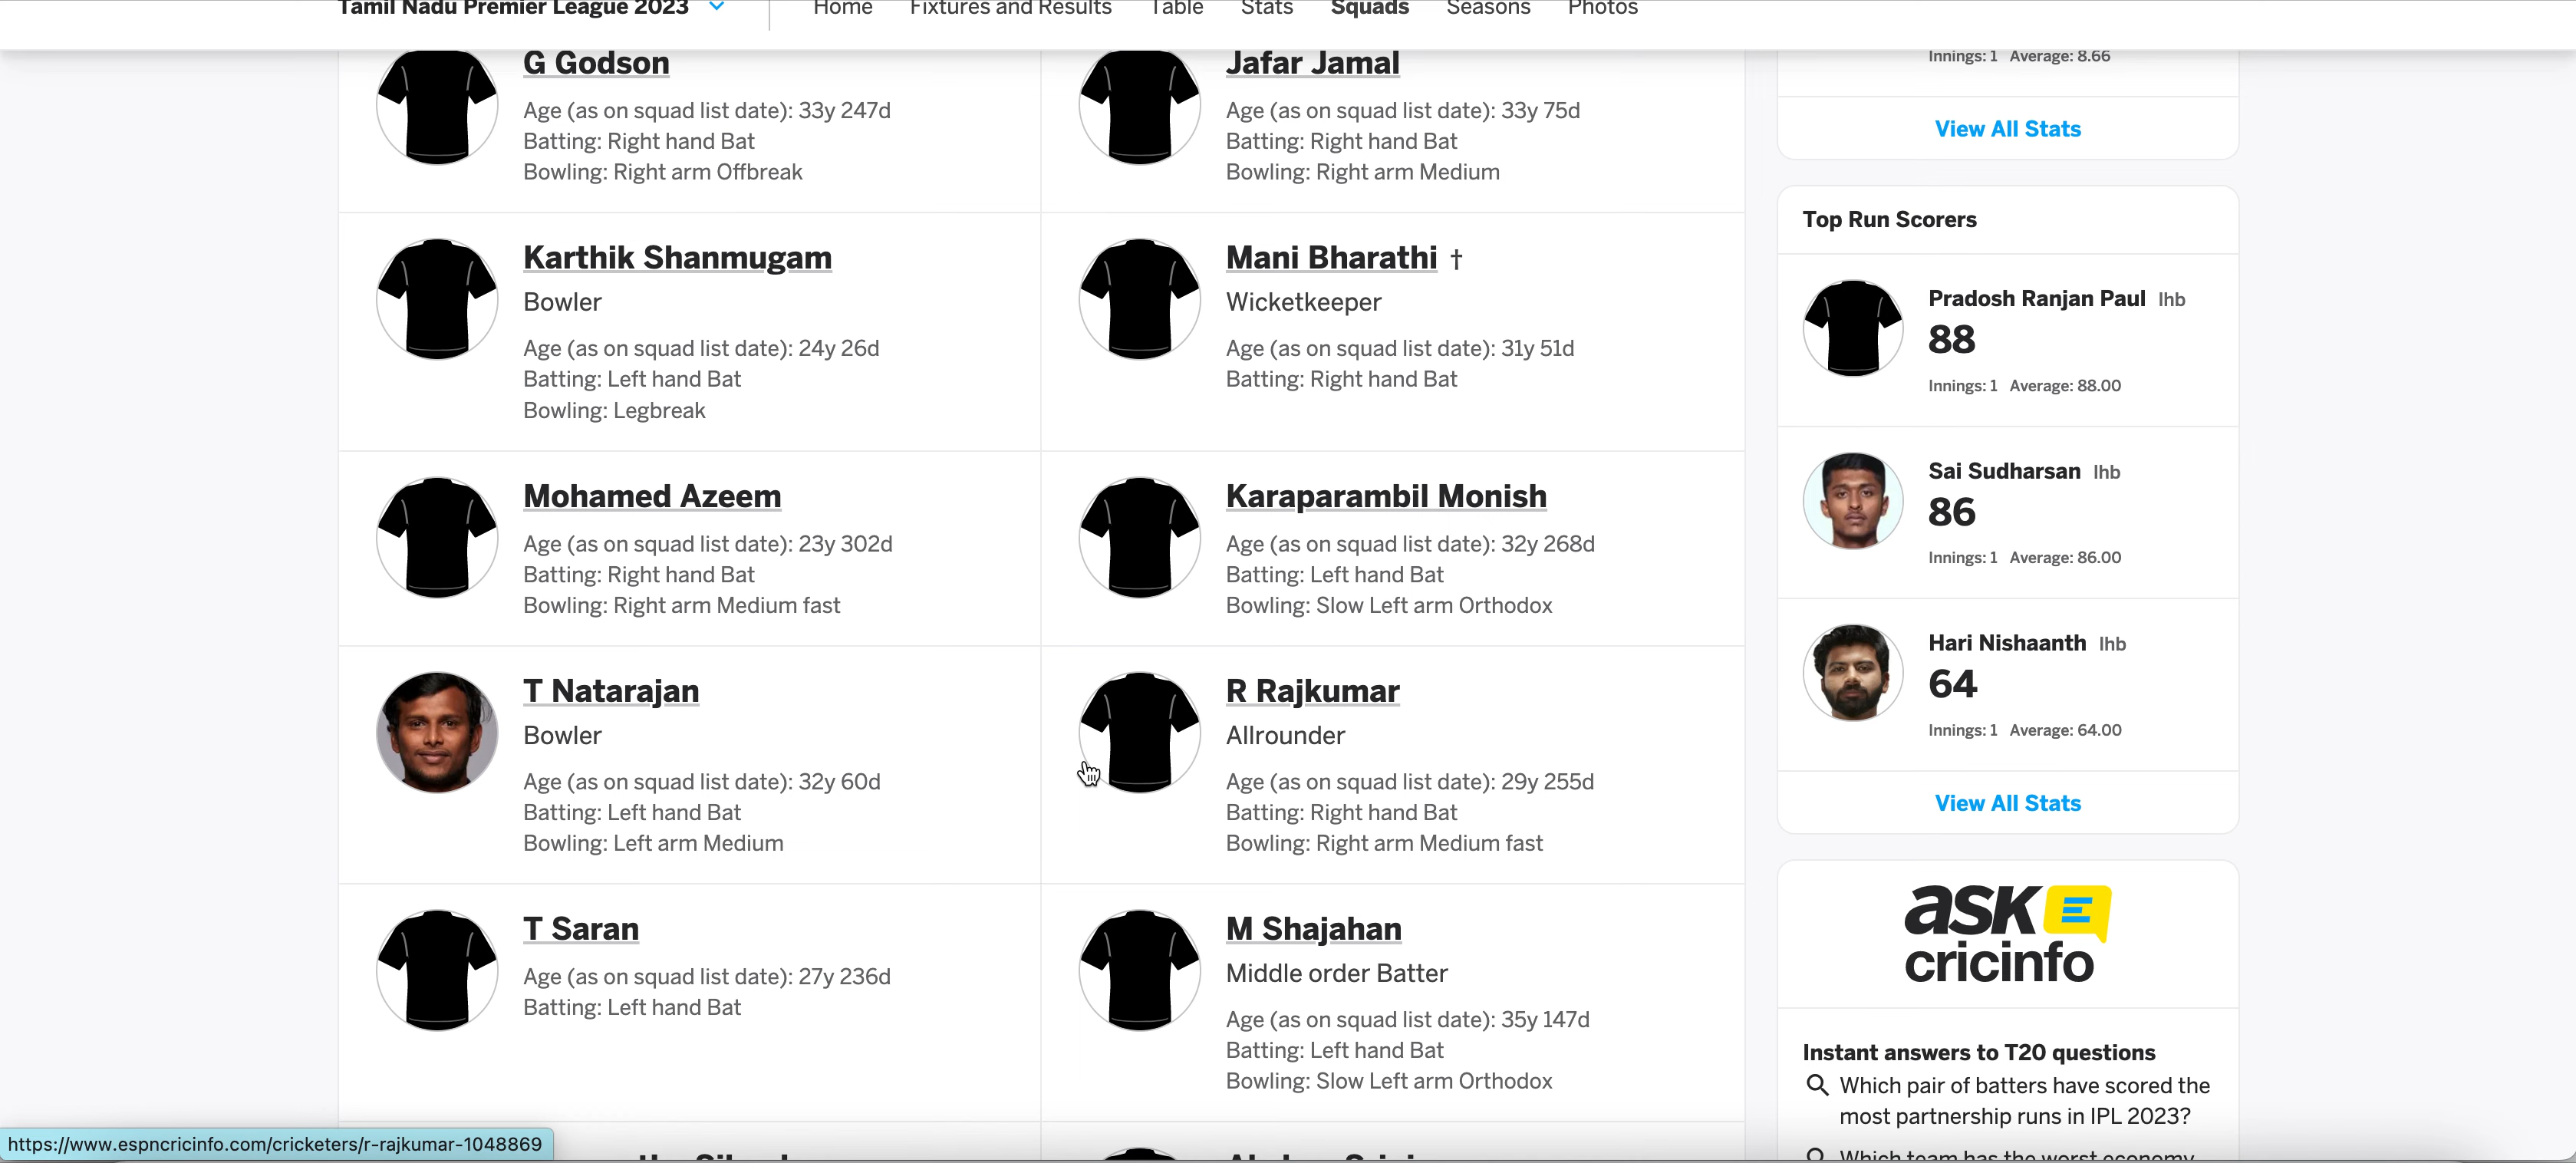 Tamil Nadu Premier League 2023
Home Fixtures and Results Table Stats Squads Seasons Photos
G Godson
Age (as on squad list date): 33y 247d
Batting: Right hand Bat
Bowling: Right arm Offbreak
Jafar Jamal
Age (as on squad list date): 33y 75d
Batting: Right hand Bat
Bowling: Right arm Medium
Karthik Shanmugam
Bowler
Age (as on squad list date): 24y 26d
Batting: Left hand Bat
Bowling: Legbreak
Mani Bharathi †
Wicketkeeper
Age (as on squad list date): 31y 51d
Batting: Right hand Bat
Mohamed Azeem
Age (as on squad list date): 23y 302d
Batting: Right hand Bat
Bowling: Right arm Medium fast
Karaparambil Monish
Age (as on squad list date): 32y 268d
Batting: Left hand Bat
Bowling: Slow Left arm Orthodox
T Natarajan
Bowler
Age (as on squad list date): 32y 60d
Batting: Left hand Bat
Bowling: Left arm Medium
R Rajkumar
Allrounder
Age (as on squad list date): 29y 255d
Batting: Right hand Bat
Bowling: Right arm Medium fast
T Saran
Age (as on squad list date): 27y 236d
Batting: Left hand Bat
M Shajahan
Middle order Batter
Age (as on squad list date): 35y 147d
Batting: Left hand Bat
Bowling: Slow Left arm Orthodox
Innings: 1 Average: 8.66
View All Stats
Top Run Scorers
Pradosh Ranjan Paul lhb
88
Innings: 1 Average: 88.00
Sai Sudharsan lhb
86
Innings: 1 Average: 86.00
Hari Nishaanth lhb
64
Innings: 1 Average: 64.00
View All Stats
ask E
cricinfo
Instant answers to T20 questions
Which pair of batters have scored the
most partnership runs in IPL 2023?
Which team has the worst economy
https://www.espncricinfo.com/cricketers/r-rajkumar-1048869